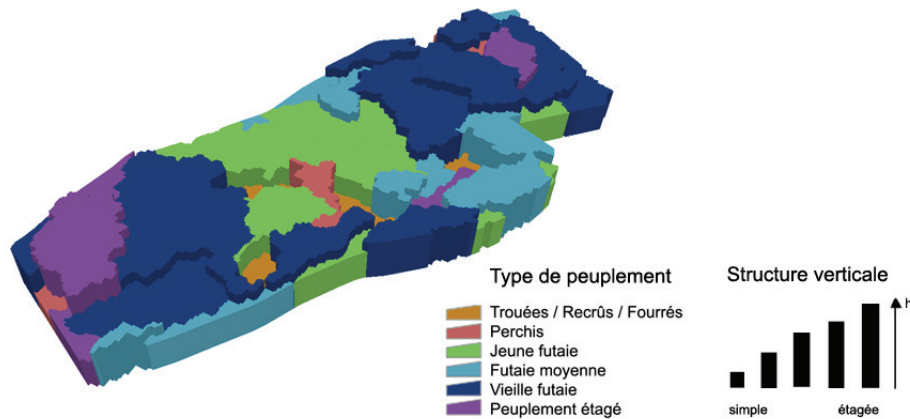 Type de peuplement
Trouées / Recrûs / Fourrés
Perchis
Jeune futaie
Futaie moyenne
Vieille futaie
Peuplement étagé
Structure verticale
h
simple étagée